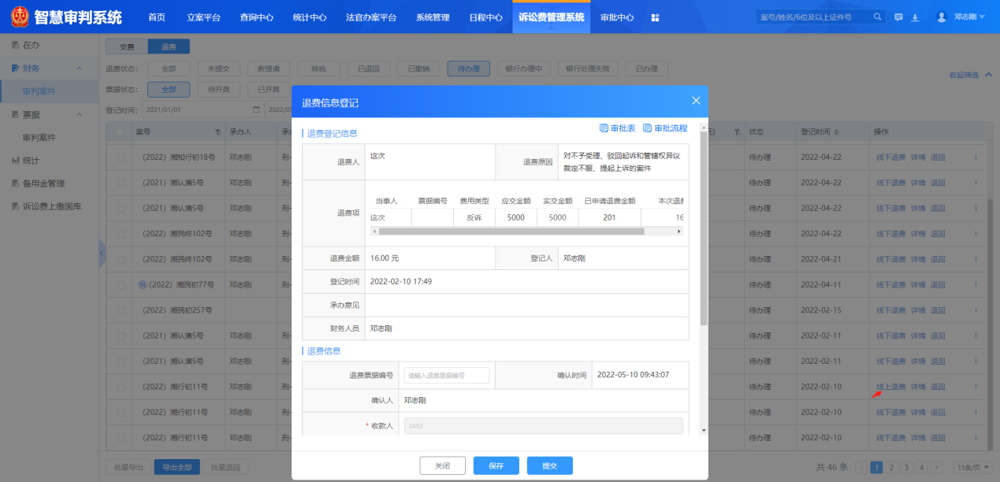 智慧审判系统 首页 立案平台 查询中心 统计中心 法官办案平台 系统管理 日程中心 诉讼费管理系统 审批中心 案号/姓名/6位及以上证件号 邓志刚
在办 交费 退费
财务 退费状态： 全部 未提交 新提请 转批 已退回 已撤销 待办理 银行办理中 银行处理失败 已办理 收起筛选
审判案件 票据状态： 全部 待开具 已开具
登记时间： 2021/01/01 2022/05
票据
审判案件
统计
备用金管理
诉讼费上缴国库
案号 承办人 承 元) 状态 登记时间 操作
（2022）湘知行初18号 邓志刚 刑- 待办理 2022-04-22 线下退费 详情 退回
（2021）湘认澳5号 邓志刚 刑- 待办理 2022-04-22 线下退费 详情 退回
（2021）湘认澳5号 邓志刚 刑- 待办理 2022-04-22 线下退费 详情 退回
（2022）湘民终102号 邓志刚 刑- 待办理 2022-04-22 线下退费 详情 退回
（2022）湘民终102号 邓志刚 刑- 待办理 2022-04-21 线下退费 详情 退回
（2022）湘民初77号 邓志刚 刑- 待办理 2022-04-11 线下退费 详情 退回
（2022）湘民初257号 待办理 2022-02-15 线下退费 详情 退回
（2021）湘认澳5号 邓志刚 刑- 待办理 2022-02-11 线下退费 详情 退回
（2021）湘认澳5号 邓志刚 刑- 待办理 2022-02-11 线下退费 详情 退回
（2022）湘行初11号 邓志刚 刑- 待办理 2022-02-10 线上退费 详情 退回
（2022）湘行初11号 邓志刚 刑- 待办理 2022-02-10 线下退费 详情 退回
（2022）湘行初11号 邓志刚 刑- 待办理 2022-02-10 线下退费 详情 退回
批量导出 导出全部 批量退回 共 46 条 1 2 3 4 15条/页
退费信息登记
审批表 审批流程
退费登记信息
退费人 这次 退费原因 对不予受理、驳回起诉和管辖权异议
裁定不服、提起上诉的案件
退费项
当事人 票据编号 费用类型 应交金额 实交金额 已申请退费金额 本次退费
这次 反诉 5000 5000 201 16
退费金额 16.00 元 登记人 邓志刚
登记时间 2022-02-10 17:49
承办意见
财务人员 邓志刚
退费信息
退费票据编号 请输入退费票据编号 确认时间 2022-05-10 09:43:07
确认人 邓志刚
* 收款人 3453
关闭 保存 提交